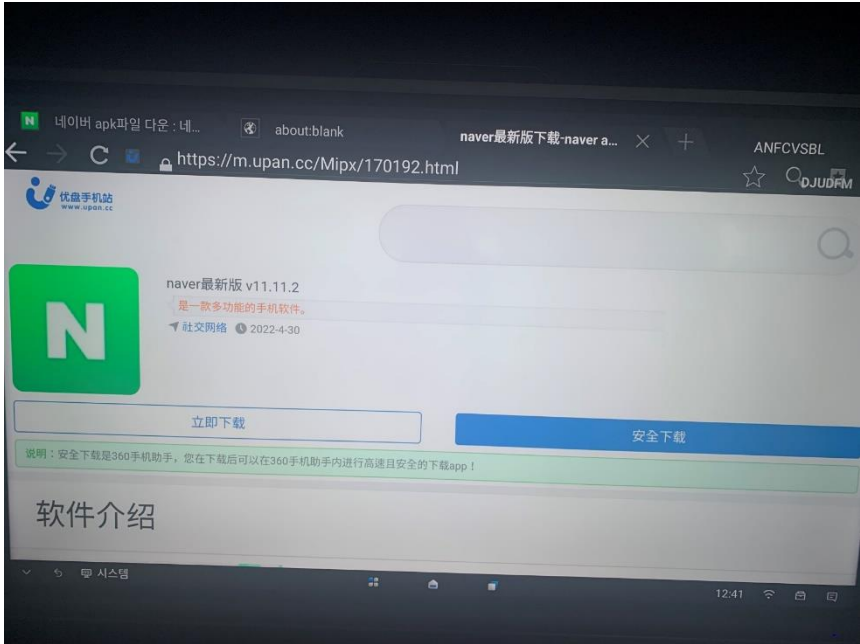 네이버 apk파일 다운 : 네...
about:blank
naver最新版下载-naver a...
ANFCVSBL
https://m.upan.cc/Mipx/170192.html
DJUDFM
优盘手机站
www.upan.cc
N
naver最新版 v11.11.2
是一款多功能的手机软件。
社交网络 2022-4-30
立即下载
安全下载
说明：安全下载是360手机助手，您在下载后可以在360手机助手内进行高速且安全的下载app！
软件介绍
시스템
12:41